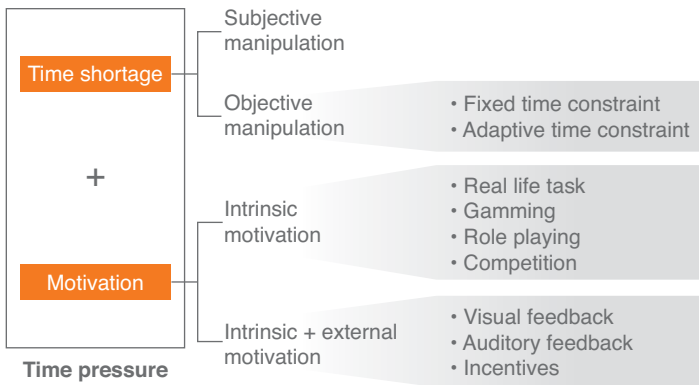 Time shortage
+
Motivation
Time pressure
Subjective
manipulation
Objective
manipulation
• Fixed time constraint
• Adaptive time constraint
Intrinsic
motivation
• Real life task
• Gamming
• Role playing
• Competition
Intrinsic + external
motivation
• Visual feedback
• Auditory feedback
• Incentives